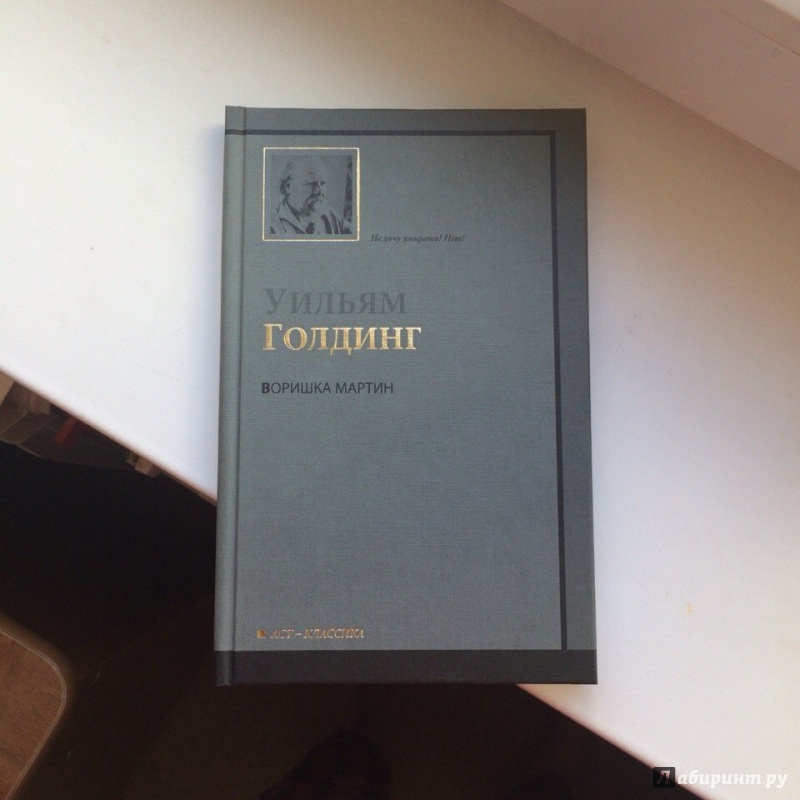 Не хочу умирать! Нет!
Уильям
Голдинг
Воришка Мартин
АСТ – КЛАССИКА
Лабиринт.ру